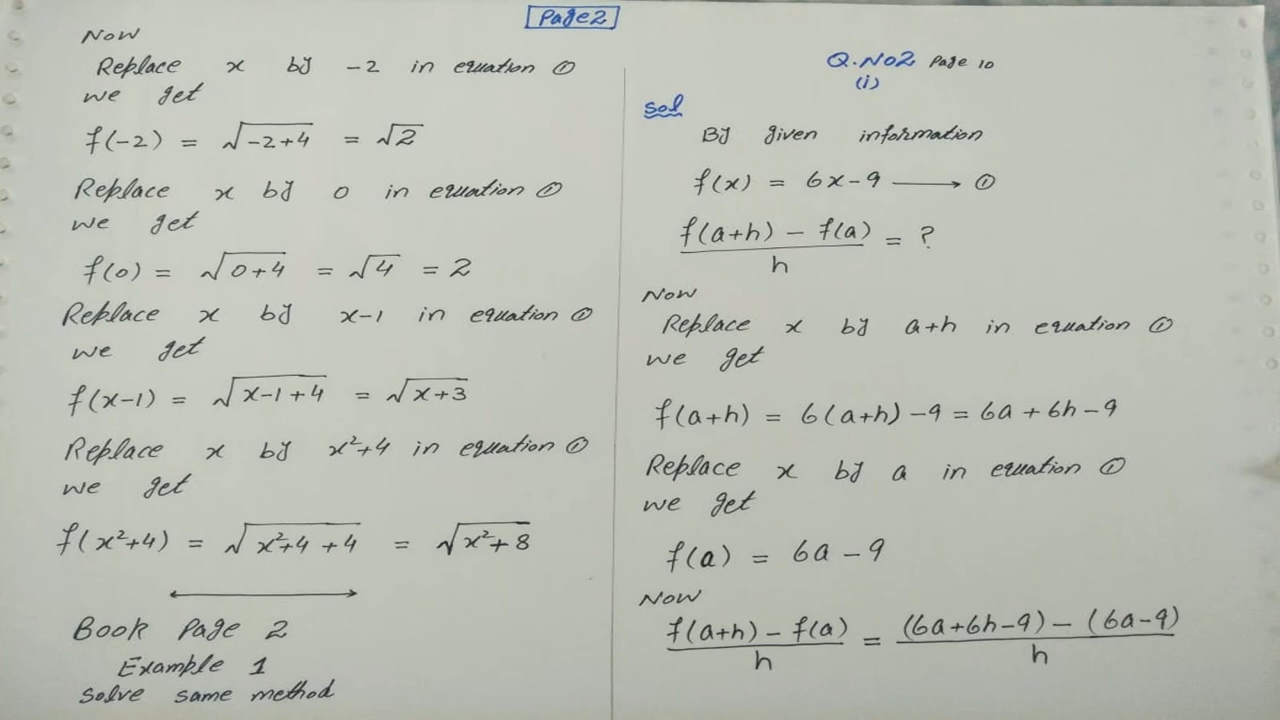 Page 2
Now
Replace x by -2 in equation ①
we get
f(-2) = √(-2+4) = √2
Replace x by 0 in equation ①
we get
f(0) = √(0+4) = √4 = 2
Replace x by x-1 in equation ①
we get
f(x-1) = √(x-1+4) = √(x+3)
Replace x by x²+4 in equation ①
we get
f(x²+4) = √(x²+4+4) = √(x²+8)
Book Page 2
Example 1
Solve same method
Q.No2 Page 10
(i)
Sol
By given information
f(x) = 6x-9 ⟶ ①
(f(a+h) - f(a))/h = ?
Now
Replace x by a+h in equation ①
we get
f(a+h) = 6(a+h)-9 = 6a+6h-9
Replace x by a in equation ①
we get
f(a) = 6a-9
Now
(f(a+h) - f(a))/h = ((6a+6h-9) - (6a-9))/h